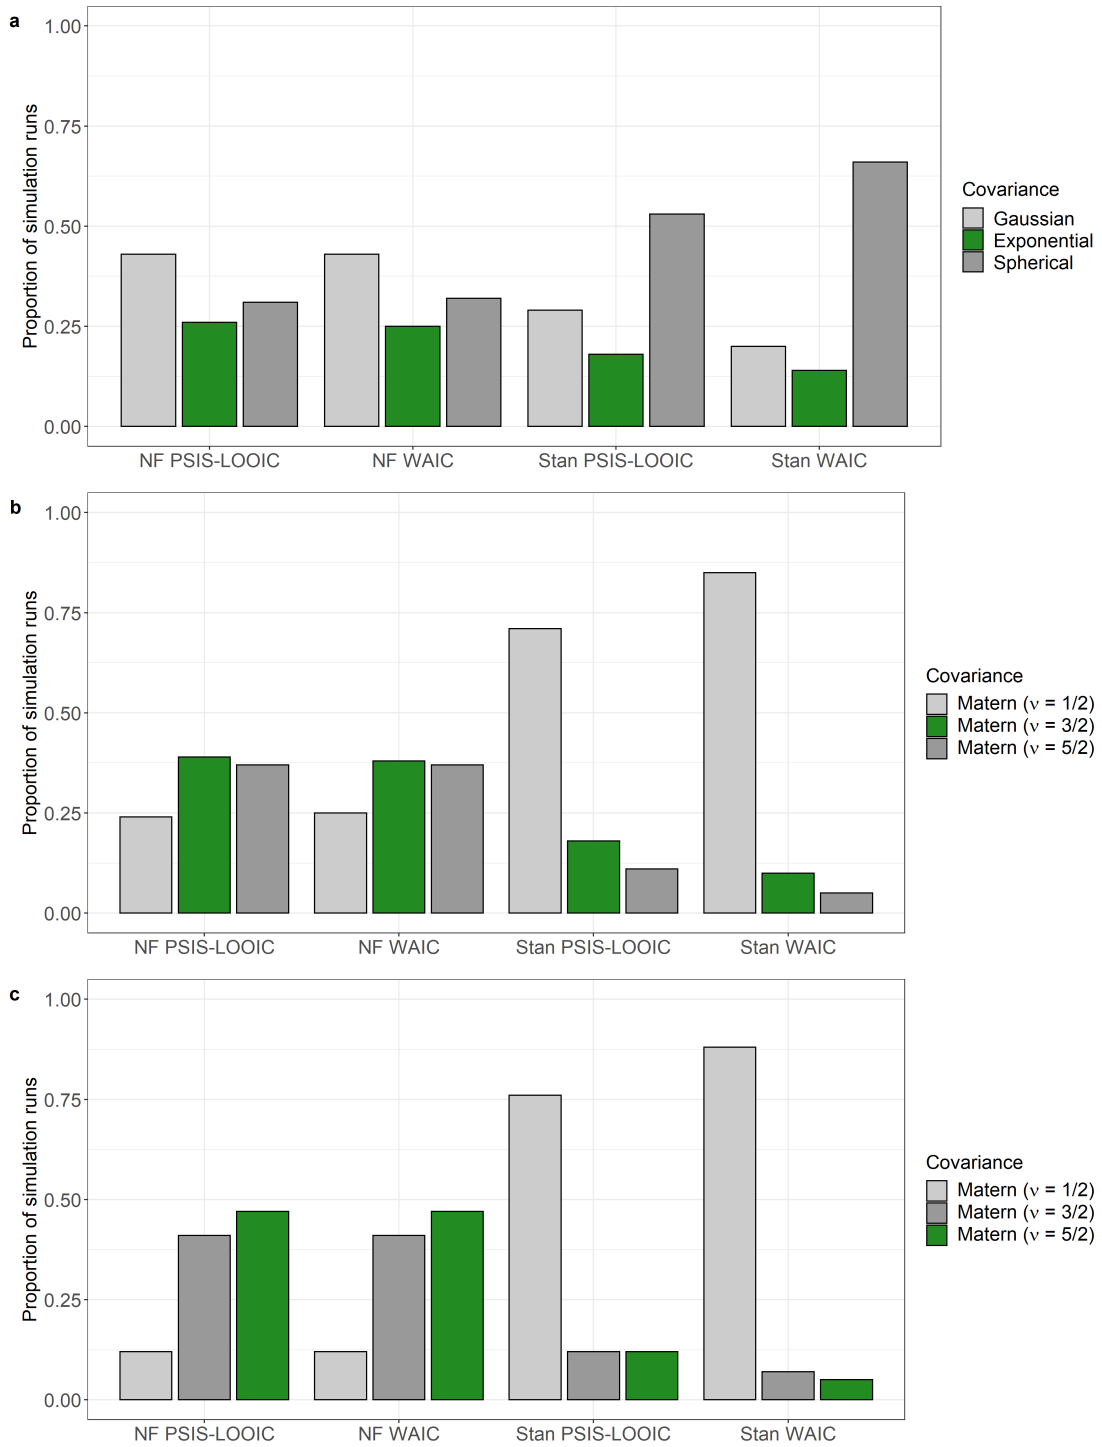 a
Proportion of simulation runs
1.00
0.75
0.50
0.25
0.00
NF PSIS-LOOIC
NF WAIC
Stan PSIS-LOOIC
Stan WAIC
Covariance
Gaussian
Exponential
Spherical
b
Proportion of simulation runs
1.00
0.75
0.50
0.25
0.00
NF PSIS-LOOIC
NF WAIC
Stan PSIS-LOOIC
Stan WAIC
Covariance
Matern (ν = 1/2)
Matern (ν = 3/2)
Matern (ν = 5/2)
c
Proportion of simulation runs
1.00
0.75
0.50
0.25
0.00
NF PSIS-LOOIC
NF WAIC
Stan PSIS-LOOIC
Stan WAIC
Covariance
Matern (ν = 1/2)
Matern (ν = 3/2)
Matern (ν = 5/2)